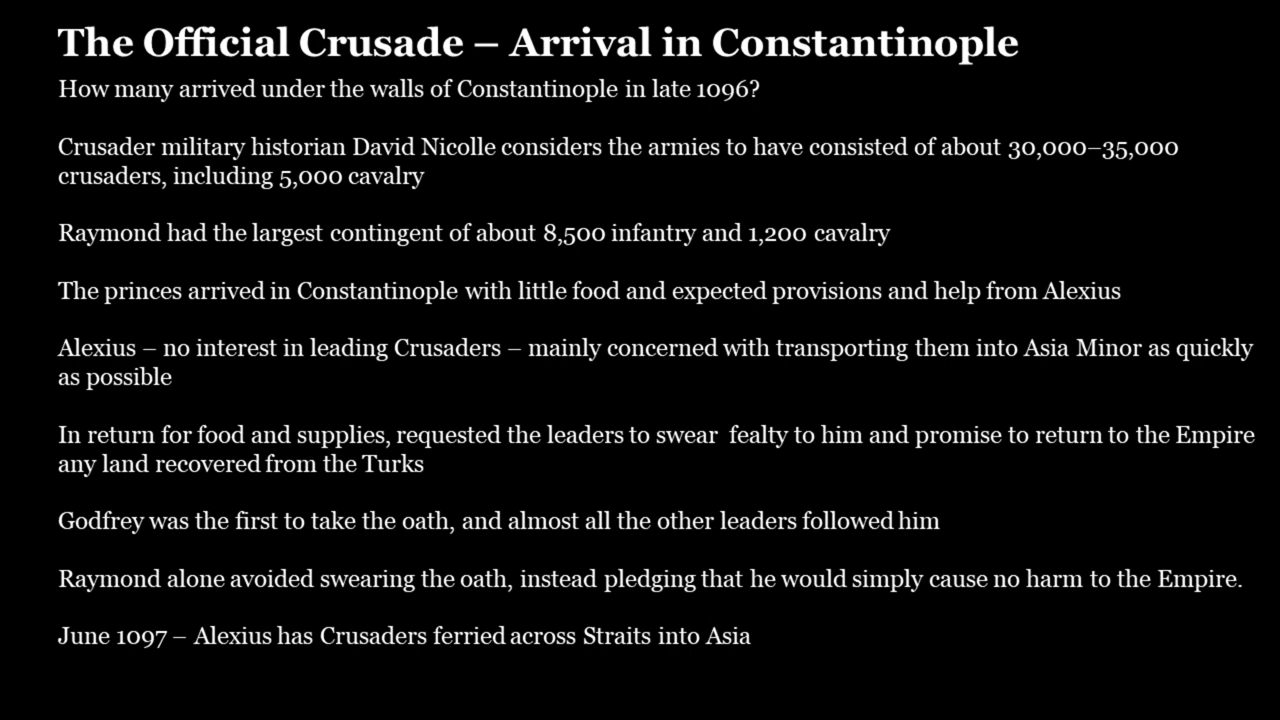 The Official Crusade – Arrival in Constantinople
How many arrived under the walls of Constantinople in late 1096?
Crusader military historian David Nicolle considers the armies to have consisted of about 30,000–35,000
crusaders, including 5,000 cavalry
Raymond had the largest contingent of about 8,500 infantry and 1,200 cavalry
The princes arrived in Constantinople with little food and expected provisions and help from Alexius
Alexius – no interest in leading Crusaders – mainly concerned with transporting them into Asia Minor as quickly
as possible
In return for food and supplies, requested the leaders to swear  fealty to him and promise to return to the Empire
any land recovered from the Turks
Godfrey was the first to take the oath, and almost all the other leaders followed him
Raymond alone avoided swearing the oath, instead pledging that he would simply cause no harm to the Empire.
June 1097 – Alexius has Crusaders ferried across Straits into Asia